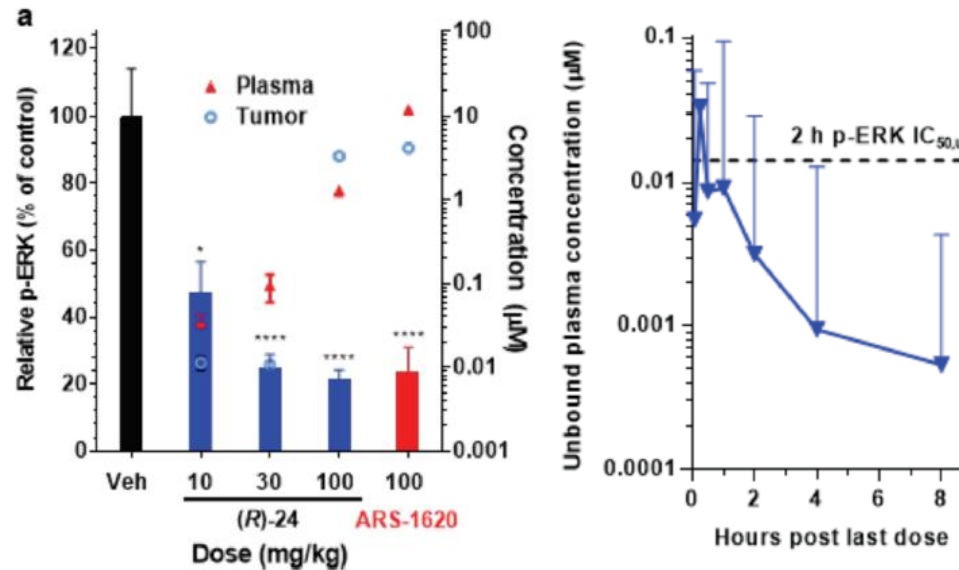 a
Relative p-ERK (% of control)
120
100
80
60
40
20
0
Plasma
Tumor
*
****
****
****
100
10
1
0.1
0.01
0.001
Concentration (µM)
Veh
10
30
100
100
(R)-24
ARS-1620
Dose (mg/kg)
Unbound plasma concentration (µM)
0.1
0.01
0.001
0.0001
2 h p-ERK IC50,u
0
2
4
6
8
Hours post last dose